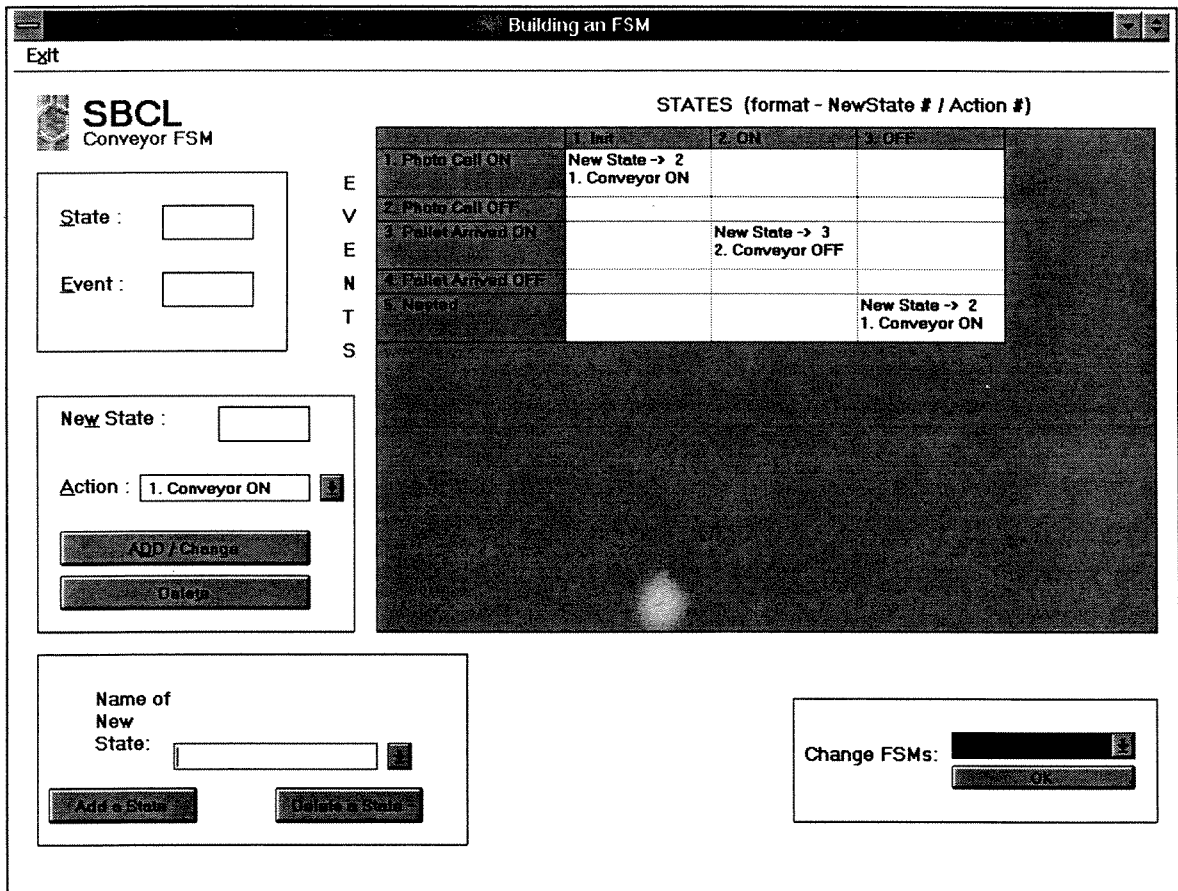 Building an FSM
Exit
SBCL
Conveyor FSM
STATES (format - NewState # / Action #)
1. Init
2. ON
3. OFF
EVENTS
1. Photo Cell ON
New State -> 2
1. Conveyor ON
2. Photo Cell OFF
3. Pallet Arrived ON
New State -> 3
2. Conveyor OFF
4. Pallet Arrived OFF
5. Nested
New State -> 2
1. Conveyor ON
State :
Event :
New State :
Action : 1. Conveyor ON
ADD / Change
Delete
Name of
New
State:
Add a State
Delete a State
Change FSMs:
OK